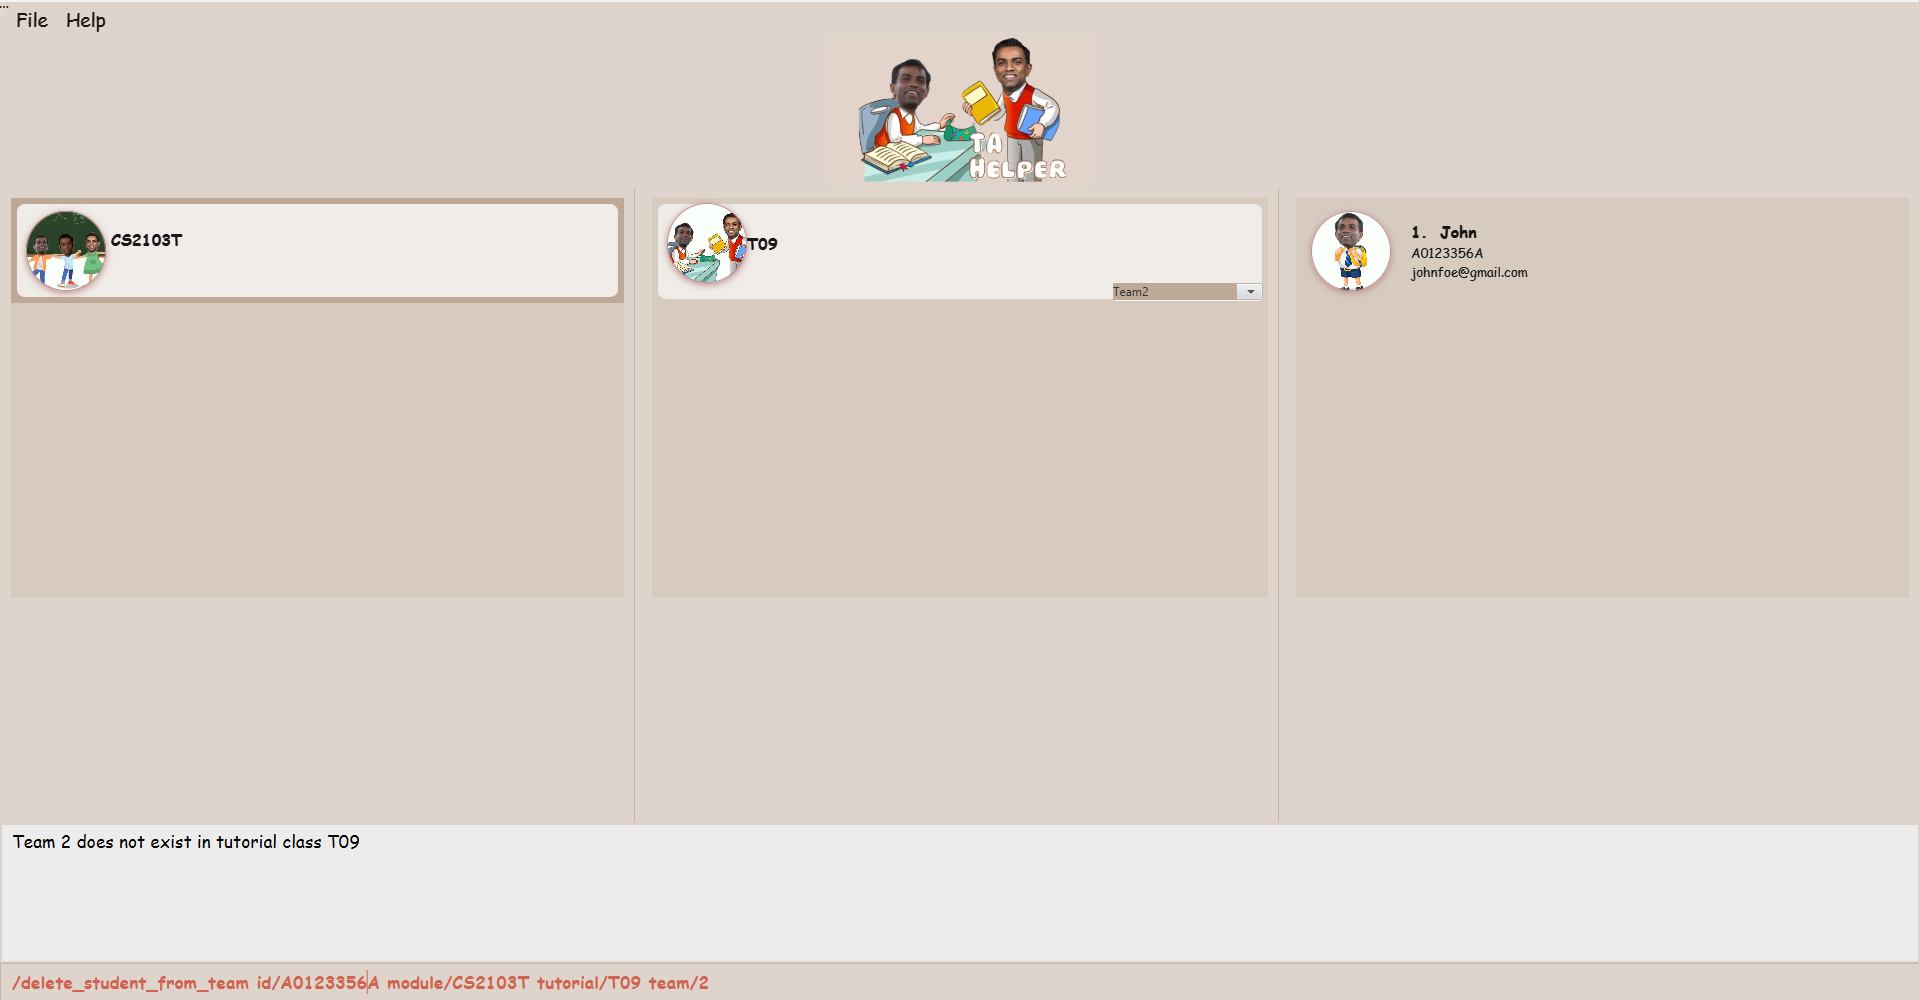 ...
File Help
TA
HELPER
CS2103T
T09
Team2
1. John
A0123356A
johnfoe@gmail.com
Team 2 does not exist in tutorial class T09
/delete_student_from_team id/A0123356A module/CS2103T tutorial/T09 team/2